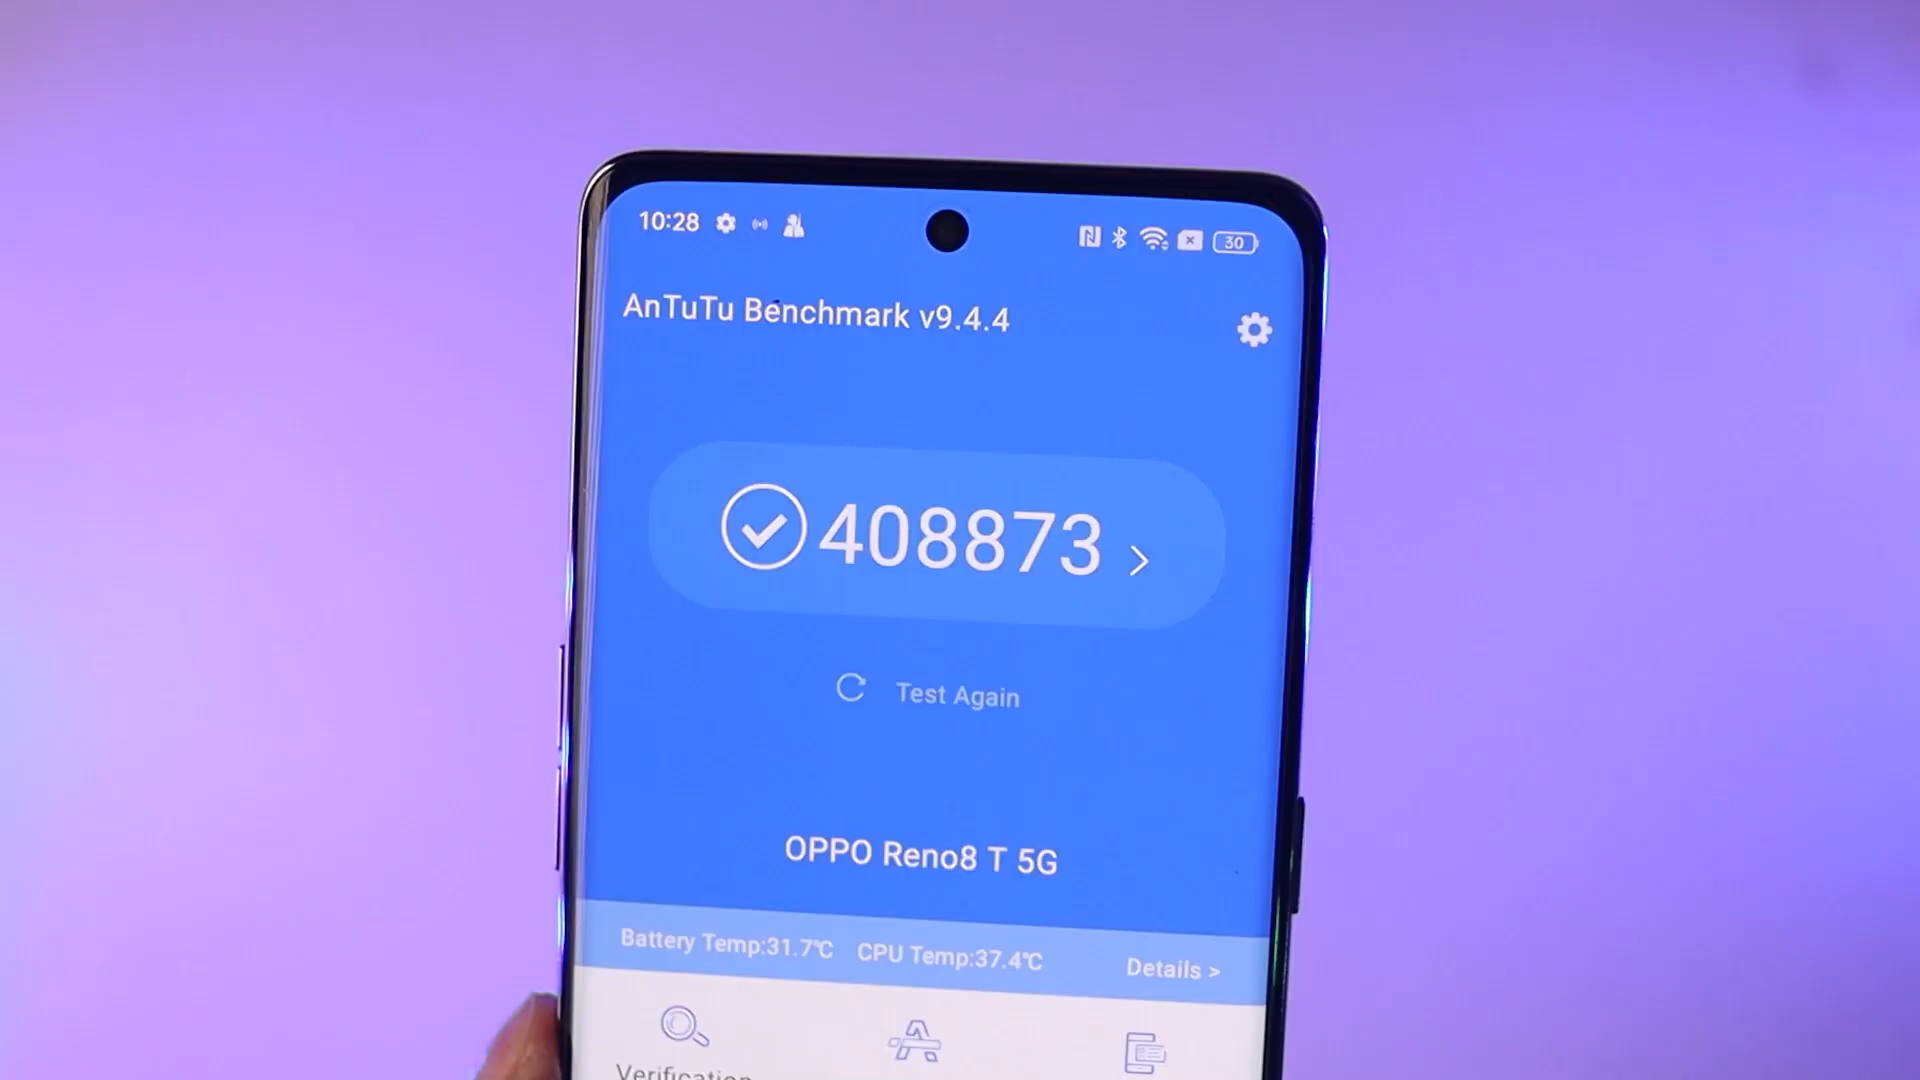 10:28 30
AnTuTu Benchmark v9.4.4
408873 >
Test Again
OPPO Reno8 T 5G
Battery Temp:31.7℃ CPU Temp:37.4℃ Details >
Verification